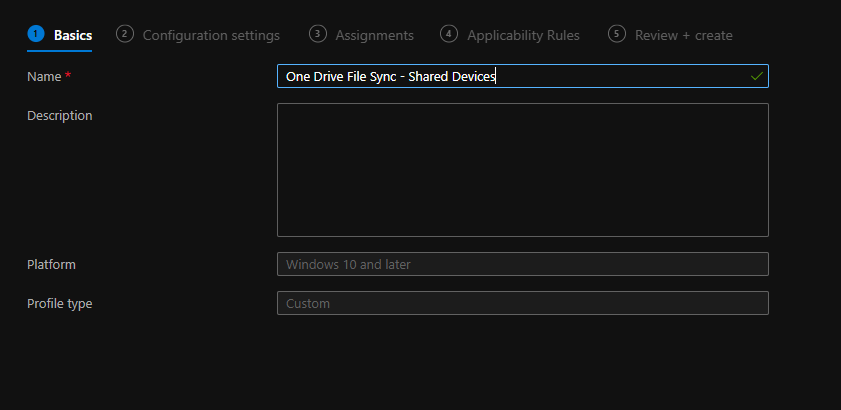 1 Basics 2 Configuration settings 3 Assignments 4 Applicability Rules 5 Review + create
Name * One Drive File Sync - Shared Devices
Description
Platform Windows 10 and later
Profile type Custom